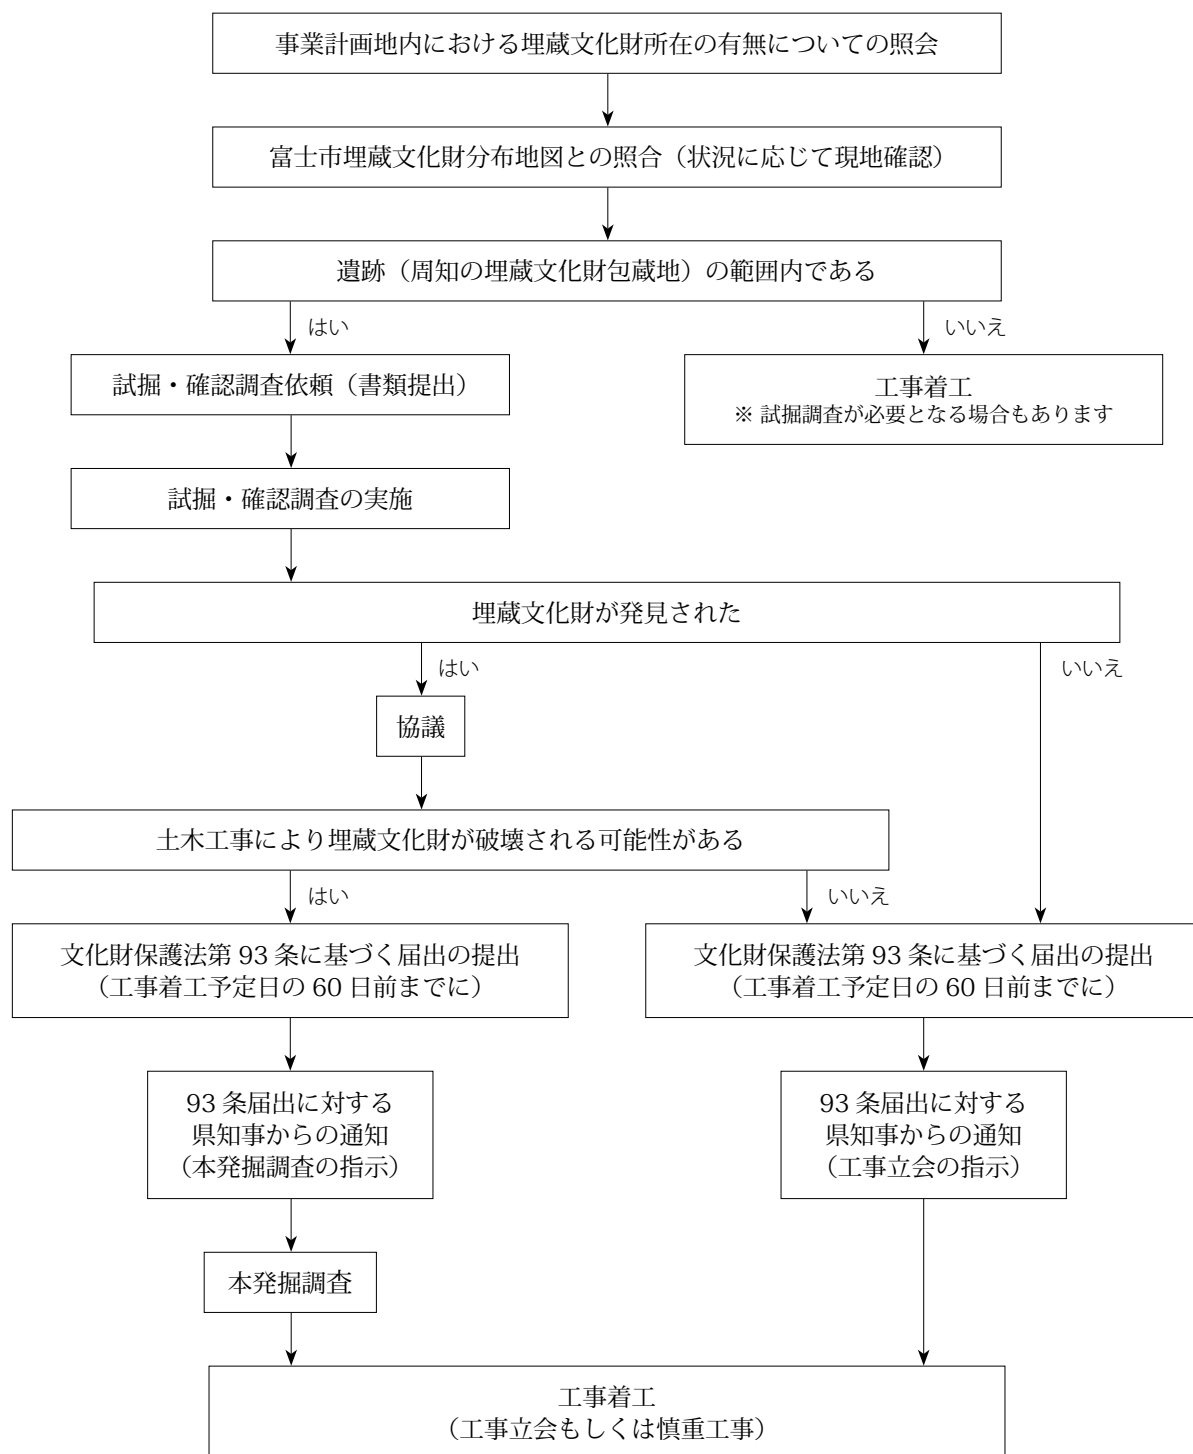 事業計画地内における埋蔵文化財所在の有無についての照会
富士市埋蔵文化財分布地図との照合（状況に応じて現地確認）
遺跡（周知の埋蔵文化財包蔵地）の範囲内である
はい
いいえ
試掘・確認調査依頼（書類提出）
工事着工
※ 試掘調査が必要となる場合もあります
試掘・確認調査の実施
埋蔵文化財が発見された
はい
いいえ
協議
土木工事により埋蔵文化財が破壊される可能性がある
はい
いいえ
文化財保護法第 93 条に基づく届出の提出
（工事着工予定日の 60 日前までに）
文化財保護法第 93 条に基づく届出の提出
（工事着工予定日の 60 日前までに）
93 条届出に対する
県知事からの通知
（本発掘調査の指示）
93 条届出に対する
県知事からの通知
（工事立会の指示）
本発掘調査
工事着工
（工事立会もしくは慎重工事）